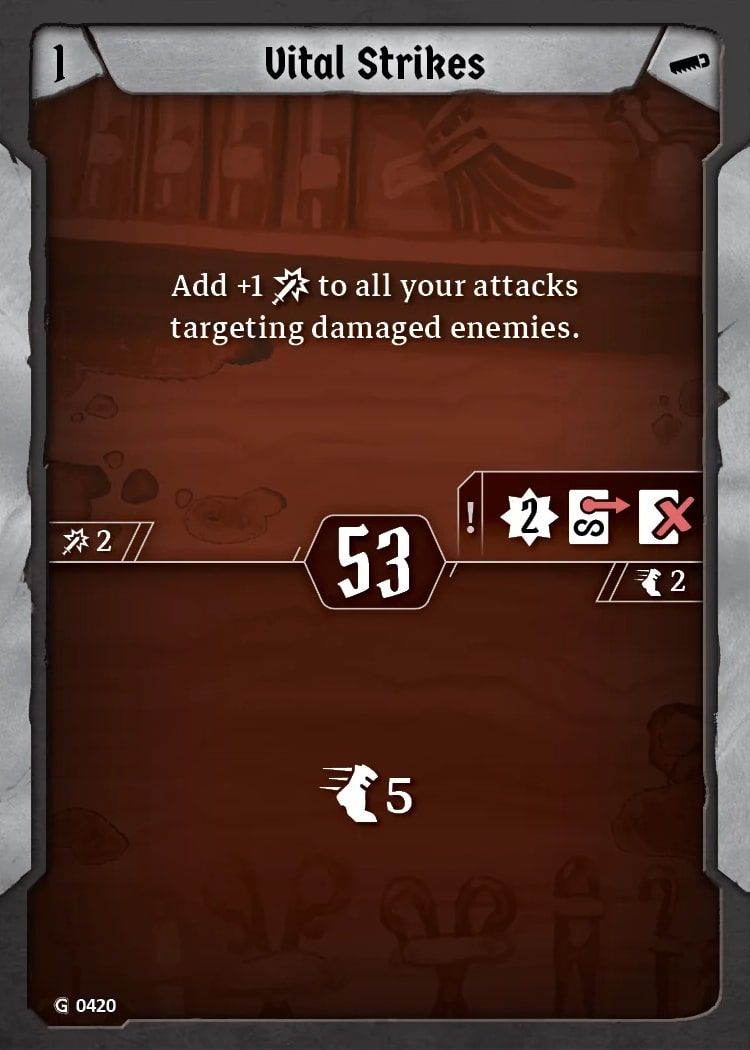 1
Vital Strikes
Add +1 to all your attacks
targeting damaged enemies.
! 2
2
53
2
5
G 0420